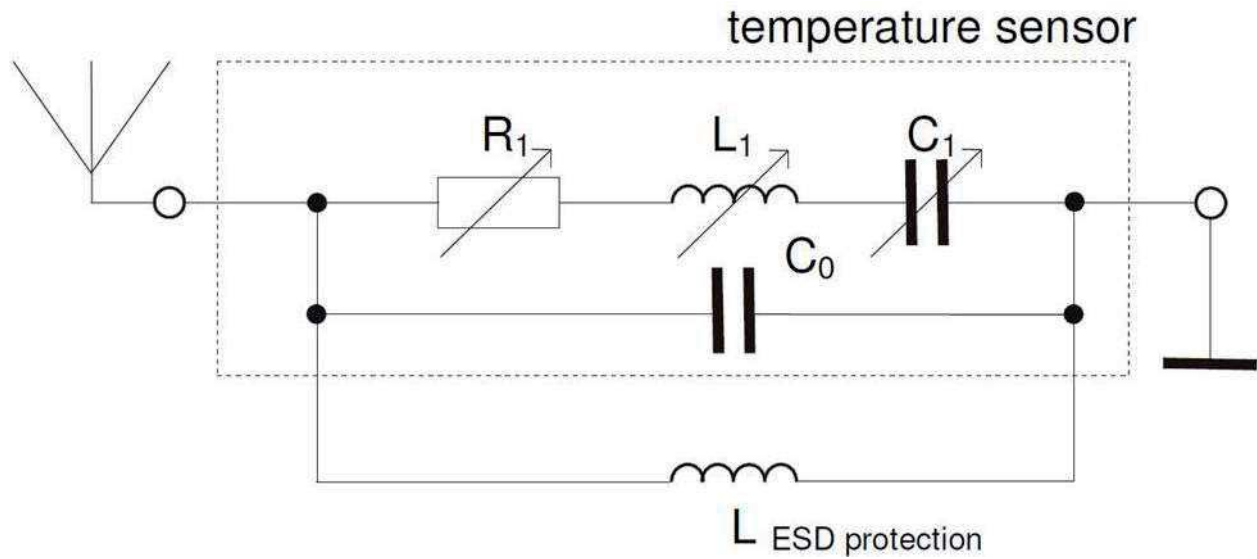 temperature sensor
R₁
L₁
C₁
C₀
L ESD protection